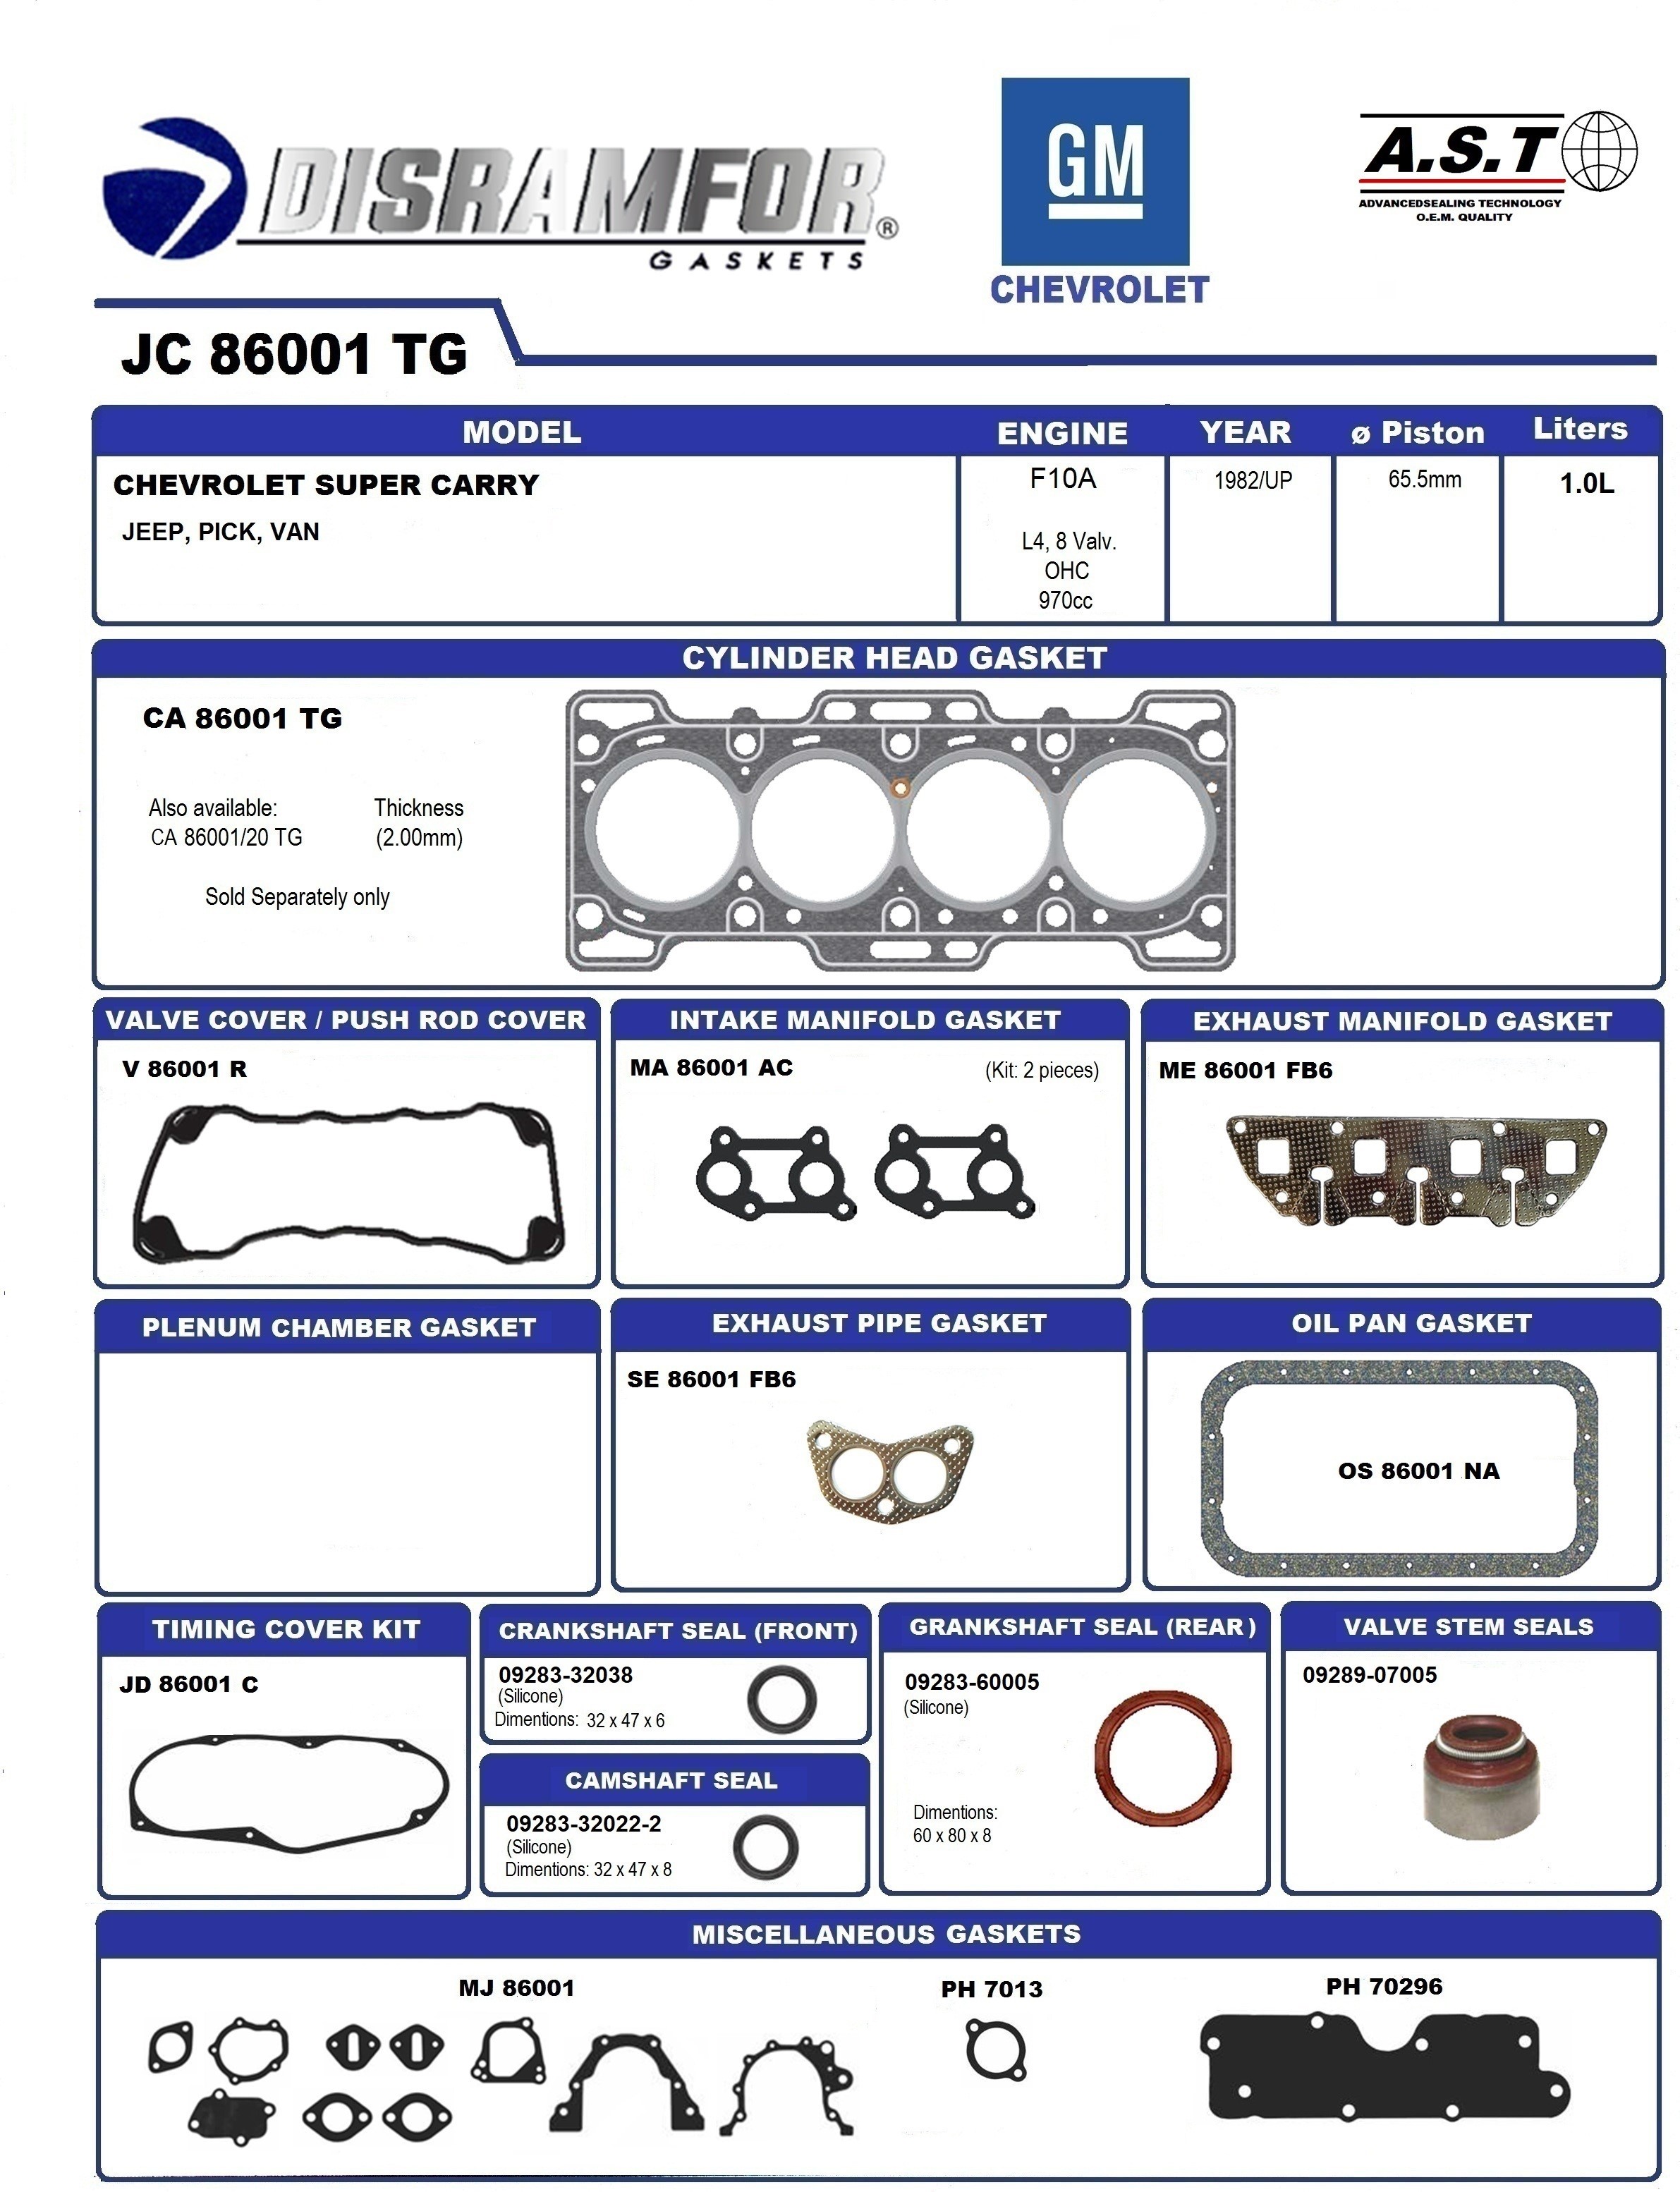 DISRAMFOR®
GASKETS
GM
CHEVROLET
A.S.T
ADVANCEDSEALING TECHNOLOGY
O.E.M. QUALITY
JC 86001 TG
MODEL
ENGINE
YEAR
ø Piston
Liters
CHEVROLET SUPER CARRY
JEEP, PICK, VAN
F10A
L4, 8 Valv.
OHC
970cc
1982/UP
65.5mm
1.0L
CYLINDER HEAD GASKET
CA 86001 TG
Also available: Thickness
CA 86001/20 TG (2.00mm)
Sold Separately only
VALVE COVER / PUSH ROD COVER
V 86001 R
INTAKE MANIFOLD GASKET
MA 86001 AC (Kit: 2 pieces)
EXHAUST MANIFOLD GASKET
ME 86001 FB6
PLENUM CHAMBER GASKET
EXHAUST PIPE GASKET
SE 86001 FB6
OIL PAN GASKET
OS 86001 NA
TIMING COVER KIT
JD 86001 C
CRANKSHAFT SEAL (FRONT)
09283-32038
(Silicone)
Dimentions: 32 x 47 x 6
CAMSHAFT SEAL
09283-32022-2
(Silicone)
Dimentions: 32 x 47 x 8
GRANKSHAFT SEAL (REAR)
09283-60005
(Silicone)
Dimentions:
60 x 80 x 8
VALVE STEM SEALS
09289-07005
MISCELLANEOUS GASKETS
MJ 86001
PH 7013
PH 70296